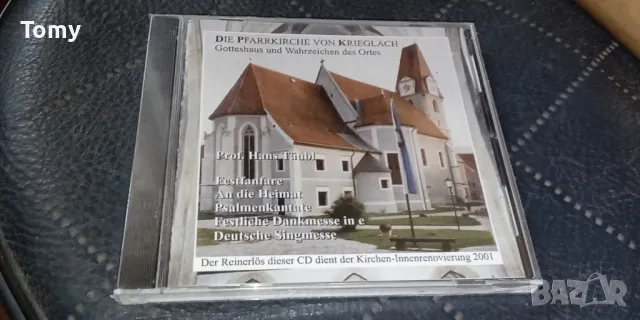 Tomy
DIE PFARRKIRCHE VON KRIEGLACH
Gotteshaus und Wahrzeichen des Ortes
Prof. Hans Täubl
Festfanfare
An die Heimat
Psalmenkantate
Festliche Dankmesse in e
Deutsche Singmesse
Der Reinerlös dieser CD dient der Kirchen-Innenrenovierung 2001
BAZAR